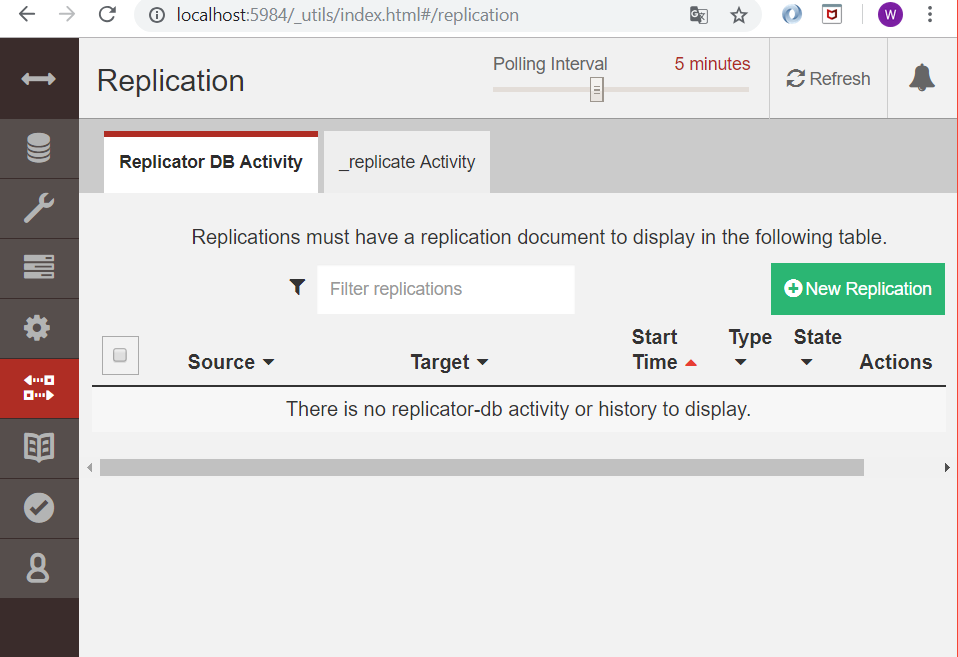 localhost:5984/_utils/index.html#/replication
W
Replication
Polling Interval 5 minutes
Refresh
Replicator DB Activity
_replicate Activity
Replications must have a replication document to display in the following table.
Filter replications
New Replication
Source
Target
Start
Time
Type
State
Actions
There is no replicator-db activity or history to display.